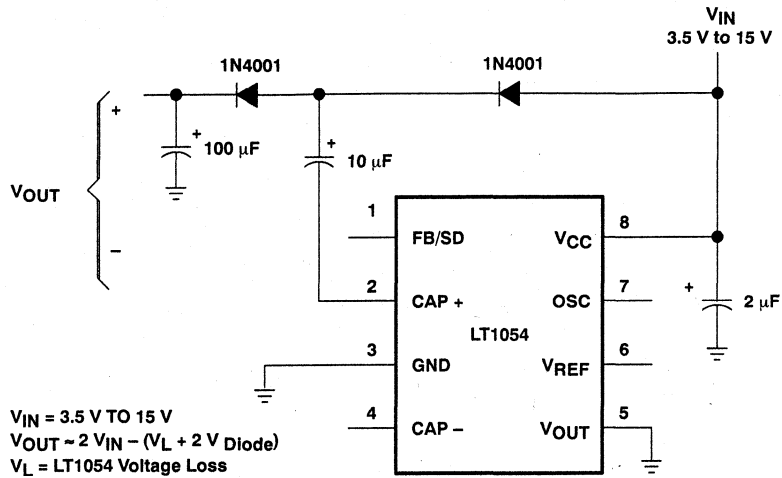 VIN
3.5 V to 15 V
1N4001
1N4001
+
+
100 μF
+
10 μF
VOUT
–
1
FB/SD
VCC
8
2
CAP +
OSC
7
+
2 μF
LT1054
3
GND
VREF
6
4
CAP –
VOUT
5
VIN = 3.5 V TO 15 V
VOUT ~ 2 VIN – (VL + 2 V Diode)
VL = LT1054 Voltage Loss